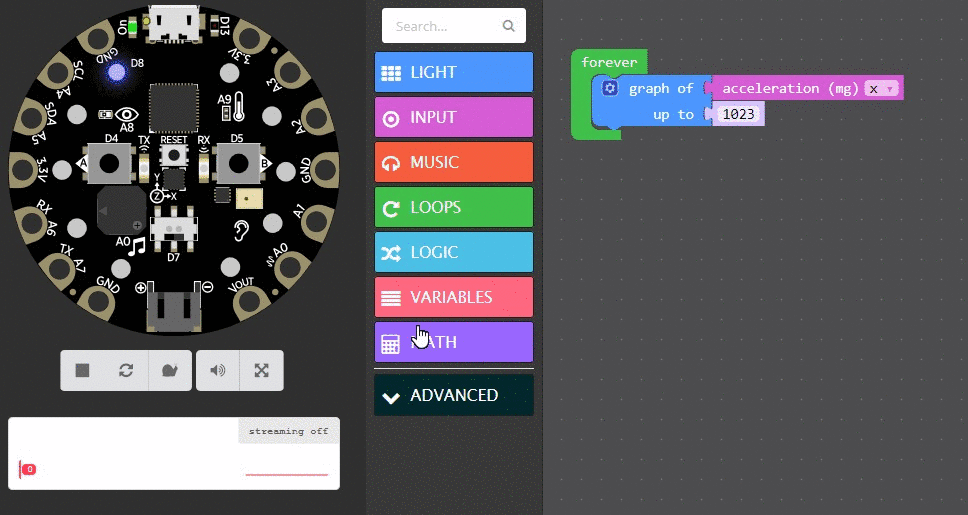 On
D13
GND
D8
3.3V
SCL A4
A3
A9
A8
SDA A5
A2
D4
TX
RESET
RX
D5
A
B
3.3V
GND
Y
Z
X
RX A6
A1
A0
D7
TX A7
A0
GND
VOUT
streaming off
0
Search...
LIGHT
INPUT
MUSIC
LOOPS
LOGIC
VARIABLES
MATH
ADVANCED
forever
graph of acceleration (mg) x
up to 1023